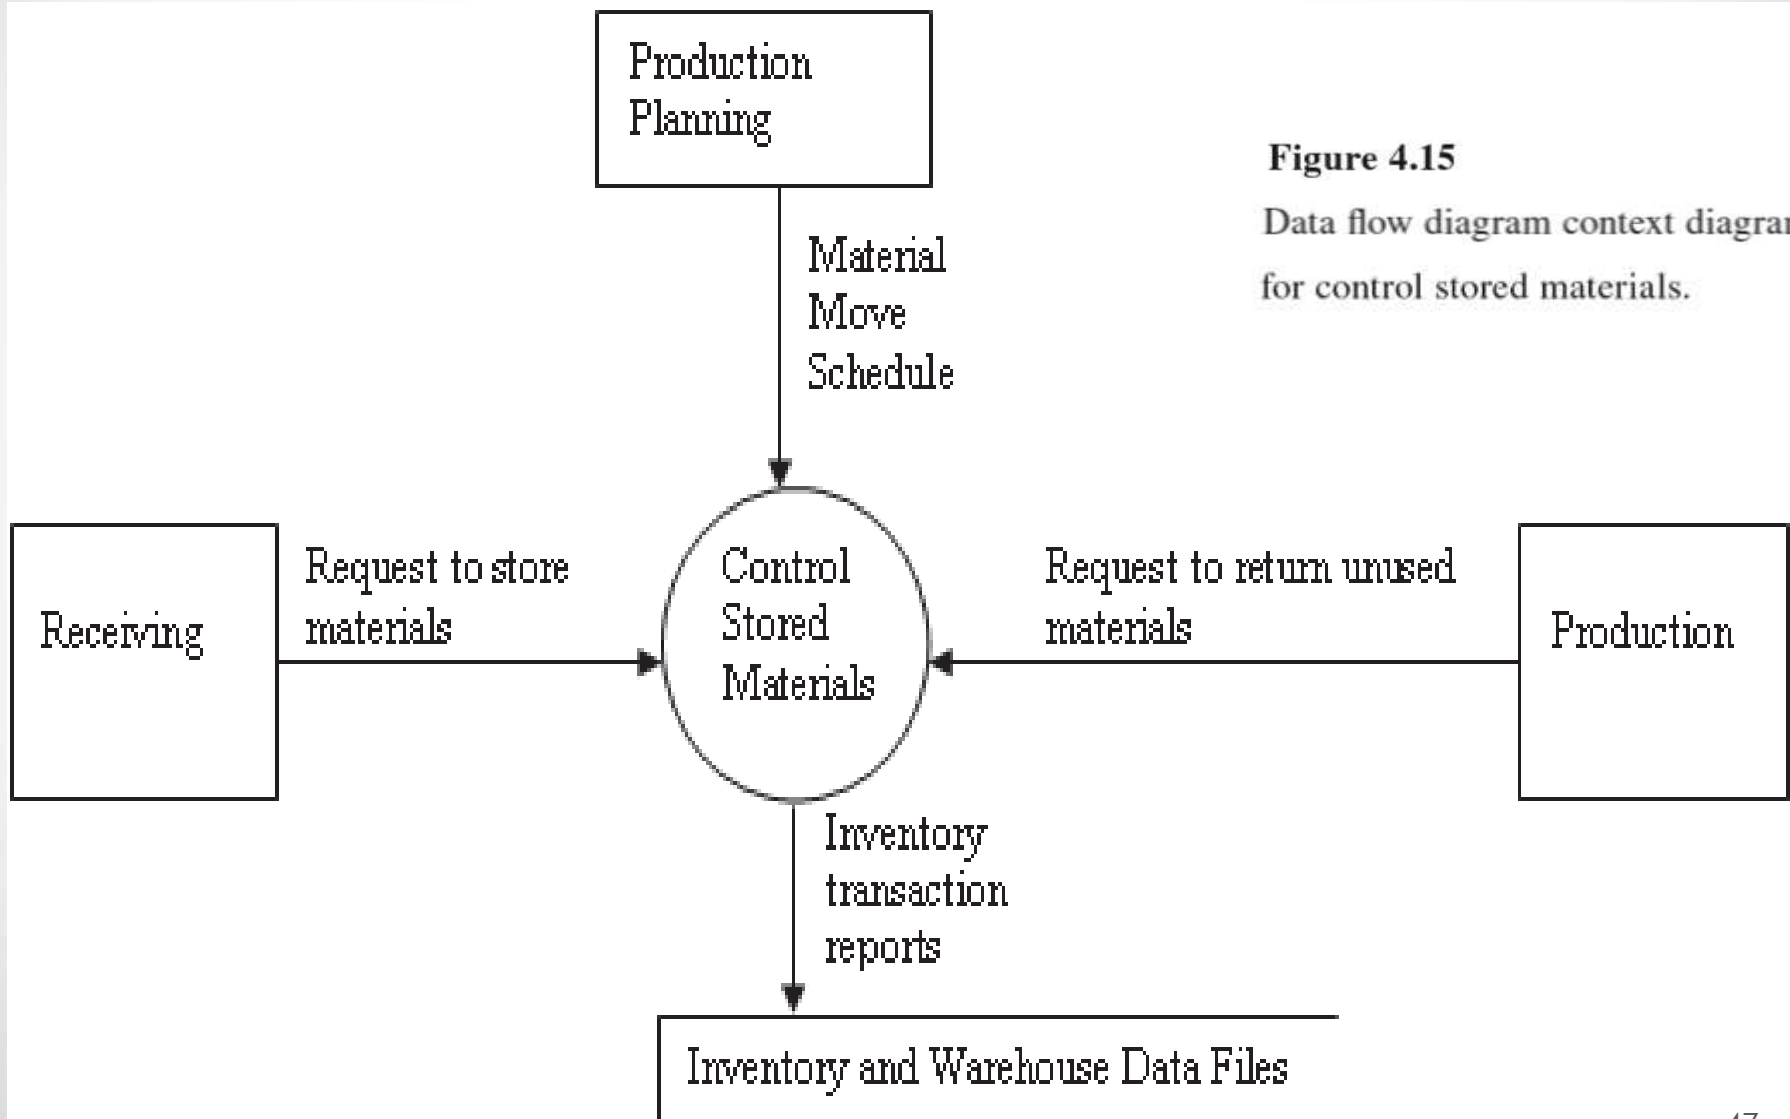 Production
Planning
Figure 4.15
Data flow diagram context
for control stored materials.
Material
Move
Schedule
Receiving
Request to store
materials
Control
Stored
Materials
Request to return unused
materials
Production
Inventory
transaction
reports
Inventory and Warehouse Data Files